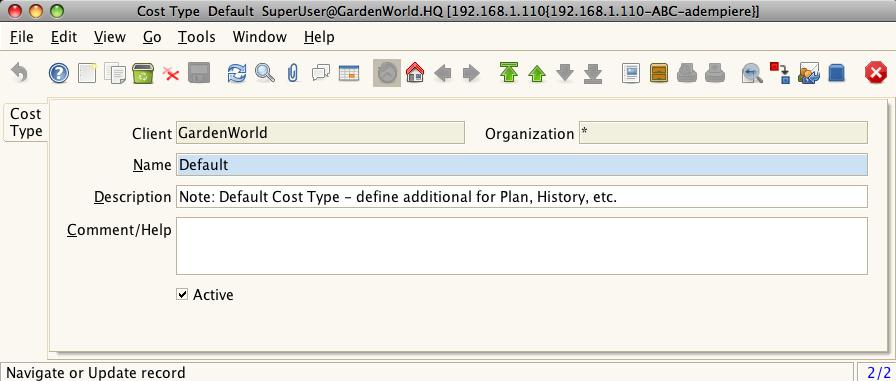 Cost Type  Default  SuperUser@GardenWorld.HQ [192.168.1.110{192.168.1.110-ABC-adempiere}]
File Edit View Go Tools Window Help
Cost Type
Client GardenWorld Organization *
Name Default
Description Note: Default Cost Type - define additional for Plan, History, etc.
Comment/Help
Active
Navigate or Update record 2/2